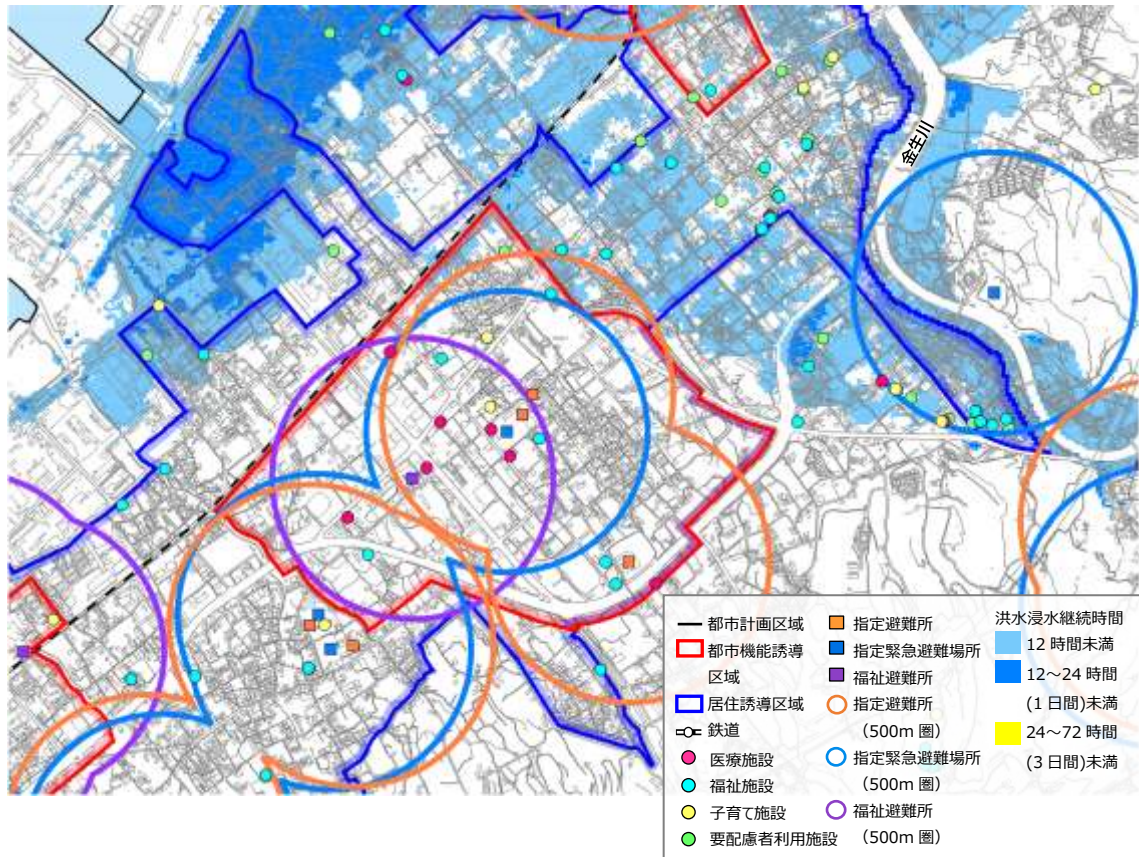 金生川
都市計画区域
都市機能誘導
区域
居住誘導区域
鉄道
医療施設
福祉施設
子育て施設
要配慮者利用施設
指定避難所
指定緊急避難場所
福祉避難所
指定避難所
(500m 圏)
指定緊急避難場所
(500m 圏)
福祉避難所
(500m 圏)
洪水浸水継続時間
12 時間未満
12~24 時間
(1 日間)未満
24~72 時間
(3 日間)未満